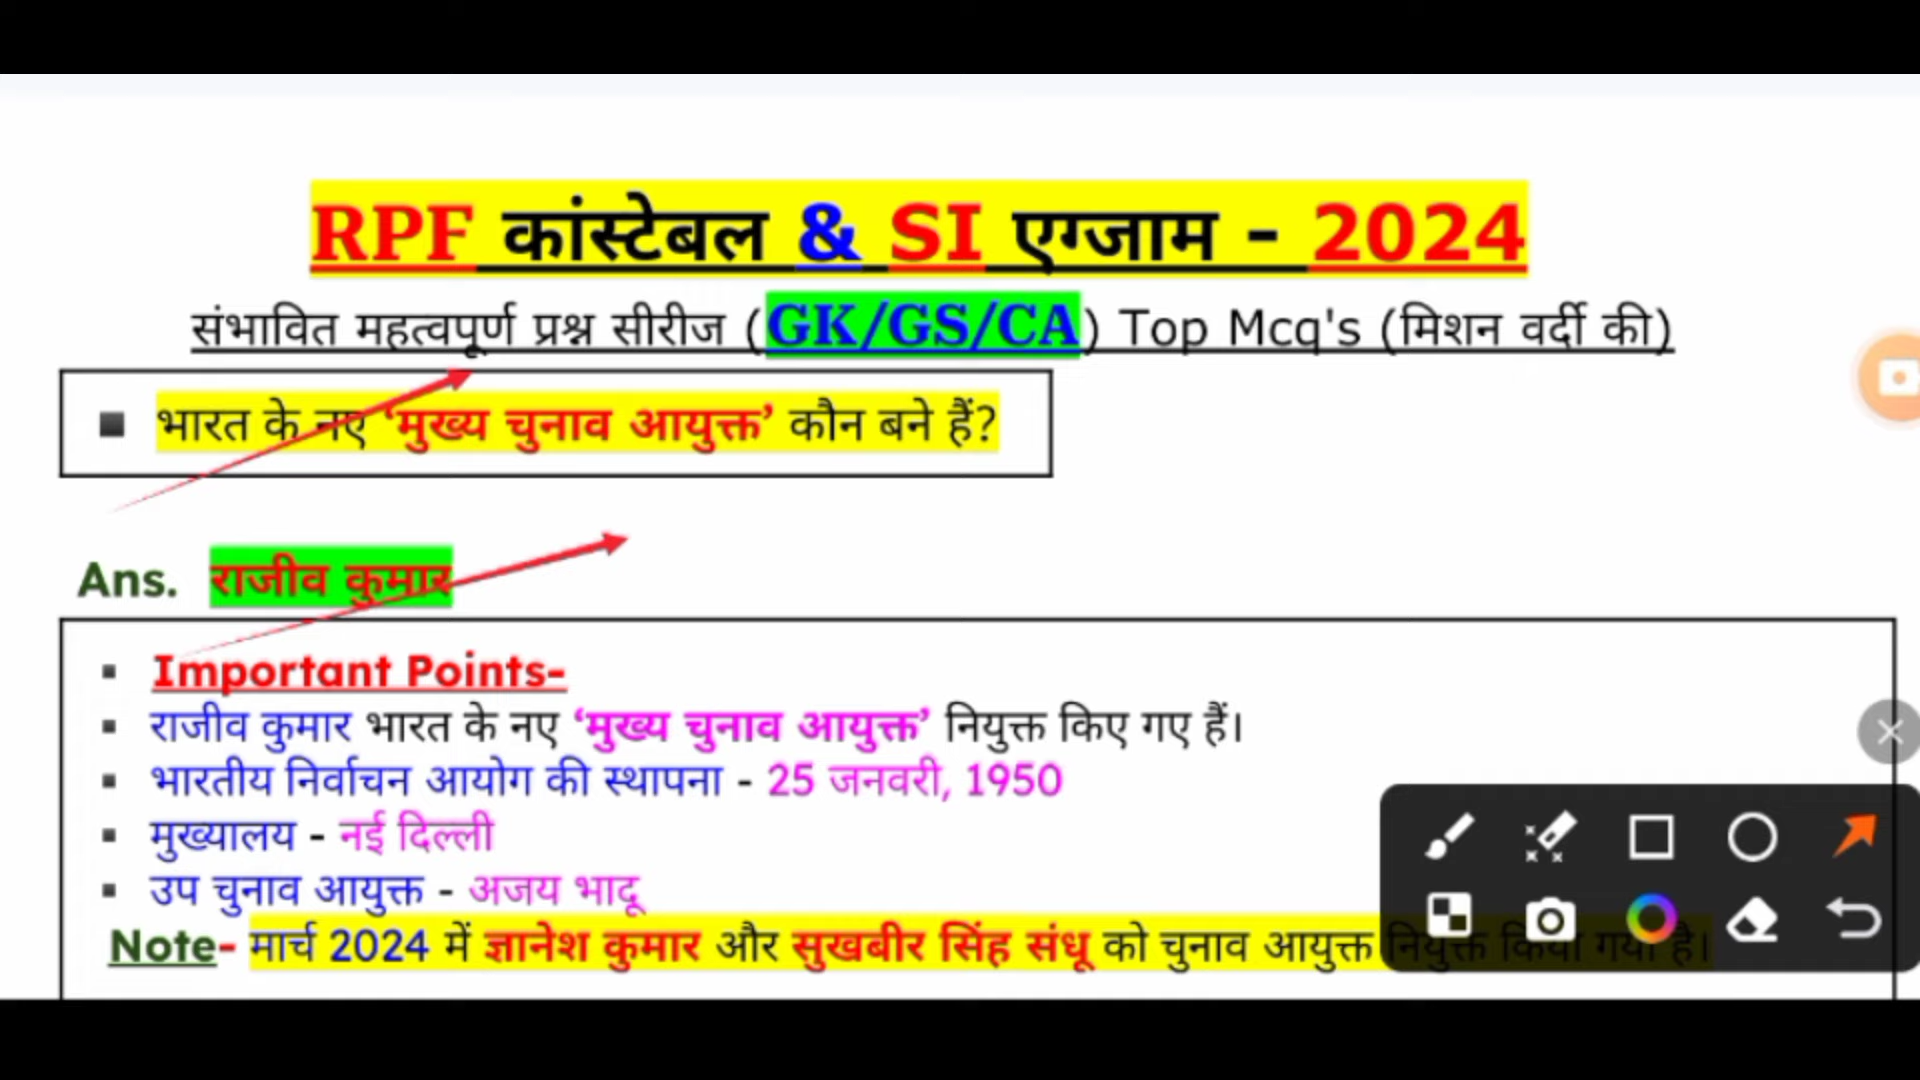 RPF कांस्टेबल & SI एग्जाम - 2024
संभावित महत्वपूर्ण प्रश्न सीरीज (GK/GS/CA) Top Mcq's (मिशन वर्दी की)
भारत के नए ‘मुख्य चुनाव आयुक्त’ कौन बने हैं?
Ans. राजीव कुमार
Important Points-
राजीव कुमार भारत के नए ‘मुख्य चुनाव आयुक्त’ नियुक्त किए गए हैं।
भारतीय निर्वाचन आयोग की स्थापना - 25 जनवरी, 1950
मुख्यालय - नई दिल्ली
उप चुनाव आयुक्त - अजय भादू
Note- मार्च 2024 में ज्ञानेश कुमार और सुखबीर सिंह संधू को चुनाव आयुक्त नियुक्त किया गया है।